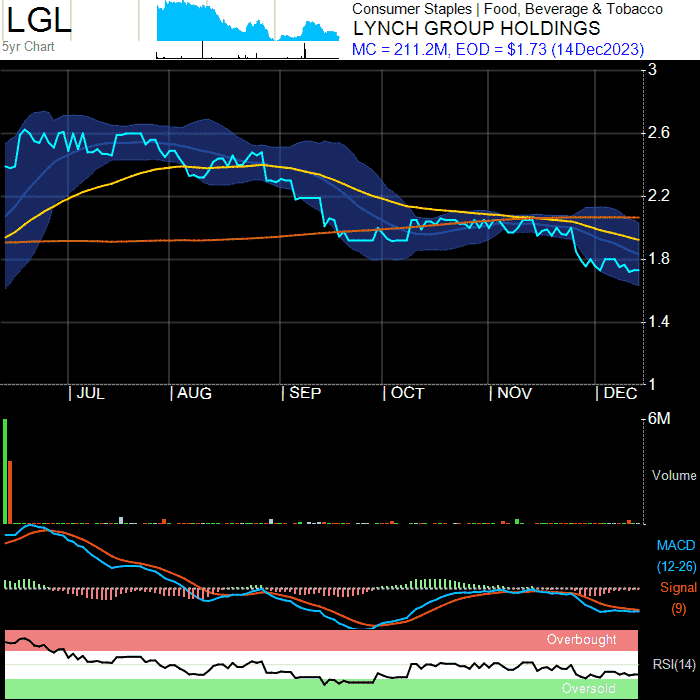 LGL
5yr Chart
Consumer Staples | Food, Beverage & Tobacco
LYNCH GROUP HOLDINGS
MC = 211.2M, EOD = $1.73 (14Dec2023)
3
2.6
2.2
1.8
1.4
1
| JUL | AUG | SEP | OCT | NOV | DEC
6M
Volume
MACD
(12-26)
Signal
(9)
Overbought
RSI(14)
Oversold